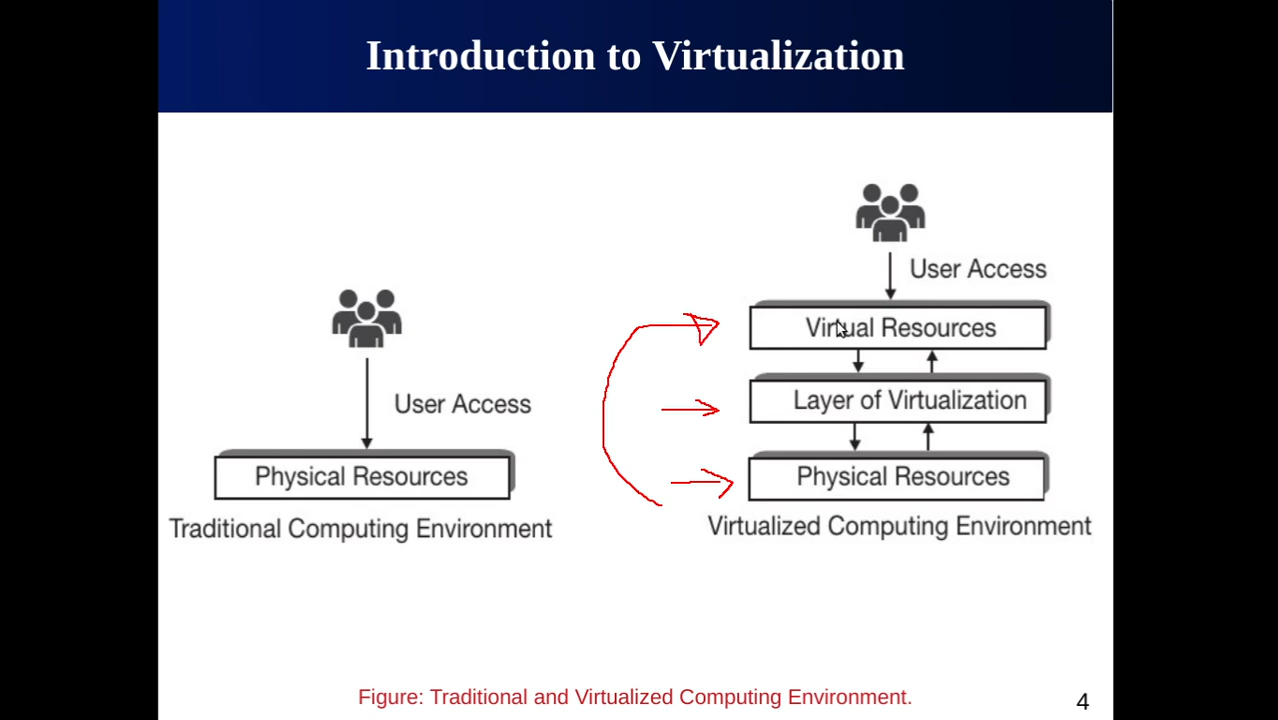 Introduction to Virtualization
User Access
Physical Resources
Traditional Computing Environment
User Access
Virtual Resources
Layer of Virtualization
Physical Resources
Virtualized Computing Environment
Figure: Traditional and Virtualized Computing Environment.
4